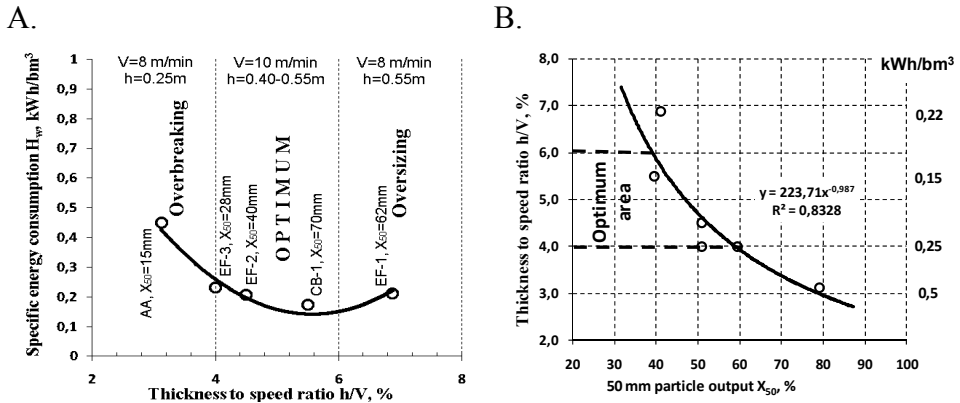 A.
V=8 m/min
h=0.25m
V=10 m/min
h=0.40-0.55m
V=8 m/min
h=0.55m
Specific energy consumption Hw, kWh/bm³
1
0,9
0,8
0,7
0,6
0,5
0,4
0,3
0,2
0,1
0
AA, X50=15mm
Overbreaking
EF-3, X50=28mm
EF-2, X50=40mm
OPTIMUM
CB-1, X50=70mm
EF-1, X50=62mm
Oversizing
2
4
6
8
Thickness to speed ratio h/V, %
B.
kWh/bm³
Thickness to speed ratio h/V, %
8,0
7,0
6,0
5,0
4,0
3,0
2,0
Optimum
area
y = 223,71x-0,987
R² = 0,8328
0,22
0,15
0,25
0,5
20
30
40
50
60
70
80
90
100
50 mm particle output X50, %